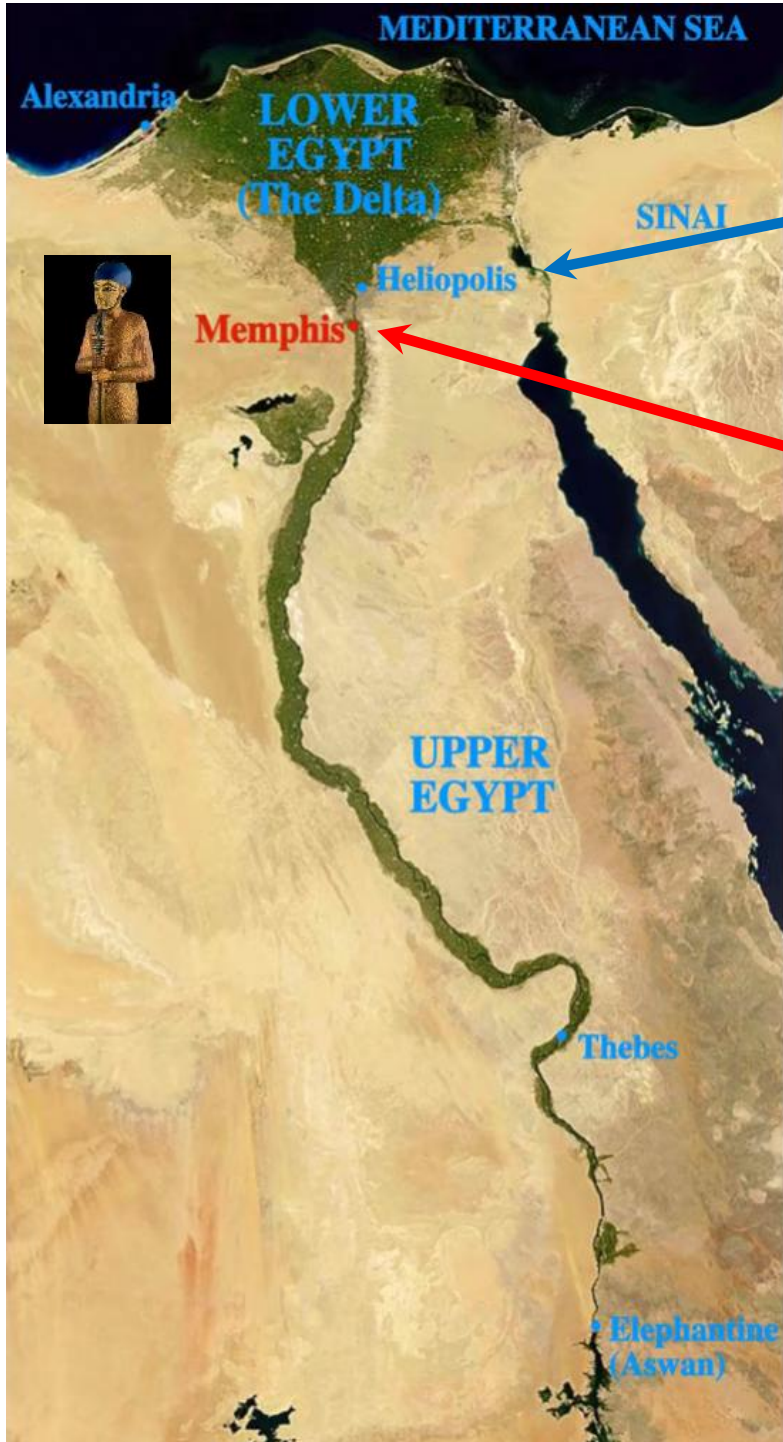 MEDITERRANEAN SEA
Alexandria
LOWER
EGYPT
(The Delta)
SINAI
Heliopolis
Memphis
UPPER
EGYPT
Thebes
Elephantine
(Aswan)